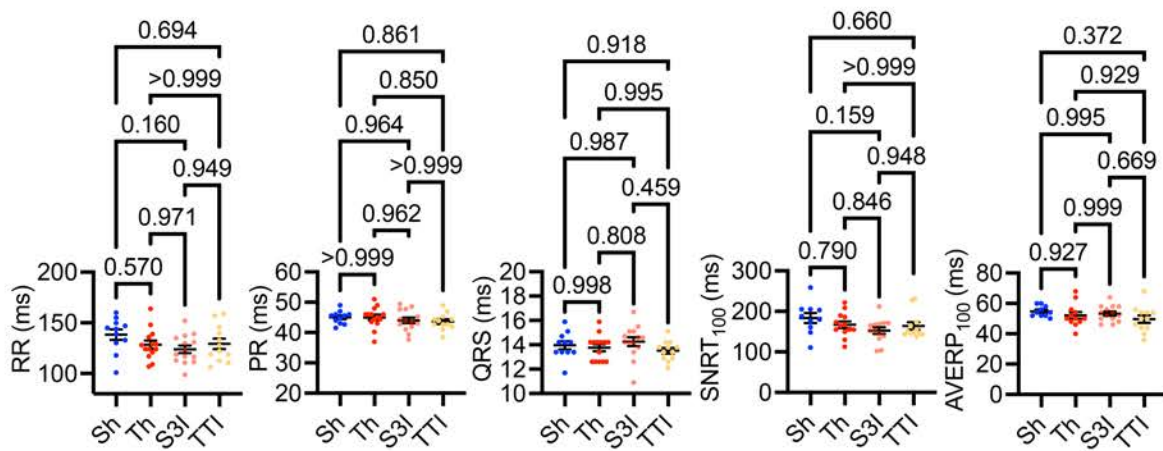 0.694
>0.999
0.160
0.949
0.971
0.570
200
150
100
RR (ms)
Sh
Th
S3I
TTI
0.861
0.850
0.964
>0.999
0.962
>0.999
60
50
40
30
20
PR (ms)
Sh
Th
S3I
TTI
0.918
0.995
0.987
0.459
0.808
0.998
20
18
16
14
12
10
QRS (ms)
Sh
Th
S3I
TTI
0.660
>0.999
0.159
0.948
0.846
0.790
300
200
100
0
SNRT100 (ms)
Sh
Th
S3I
TTI
0.372
0.929
0.995
0.669
0.999
0.927
80
60
40
20
0
AVERP100 (ms)
Sh
Th
S3I
TTI